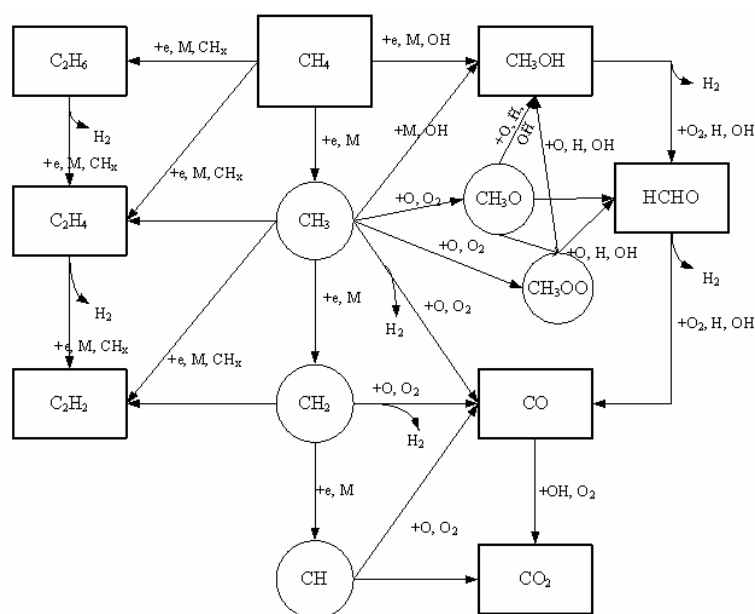 C₂H₆
+e, M, CHₓ
CH₄
+e, M, OH
CH₃OH
H₂
H₂
+e, M, CHₓ
+e, M
+M, OH
+O, H,
OH
+O, H, OH
+O₂, H, OH
+e, M, CHₓ
C₂H₄
CH₃
+O, O₂
CH₃O
HCHO
+O, O₂
+O, H, OH
CH₃OO
H₂
H₂
+e, M
H₂
+O, O₂
+O₂, H, OH
+e, M, CHₓ
+e, M, CHₓ
C₂H₂
CH₂
+O, O₂
H₂
CO
+e, M
+OH, O₂
+O, O₂
CH
CO₂